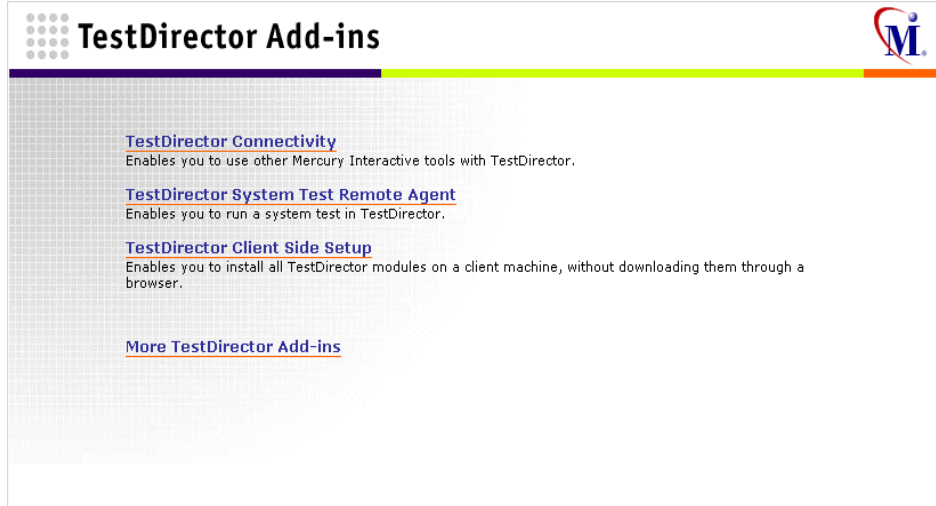 TestDirector Add-ins
M
TestDirector Connectivity
Enables you to use other Mercury Interactive tools with TestDirector.
TestDirector System Test Remote Agent
Enables you to run a system test in TestDirector.
TestDirector Client Side Setup
Enables you to install all TestDirector modules on a client machine, without downloading them through a
browser.
More TestDirector Add-ins